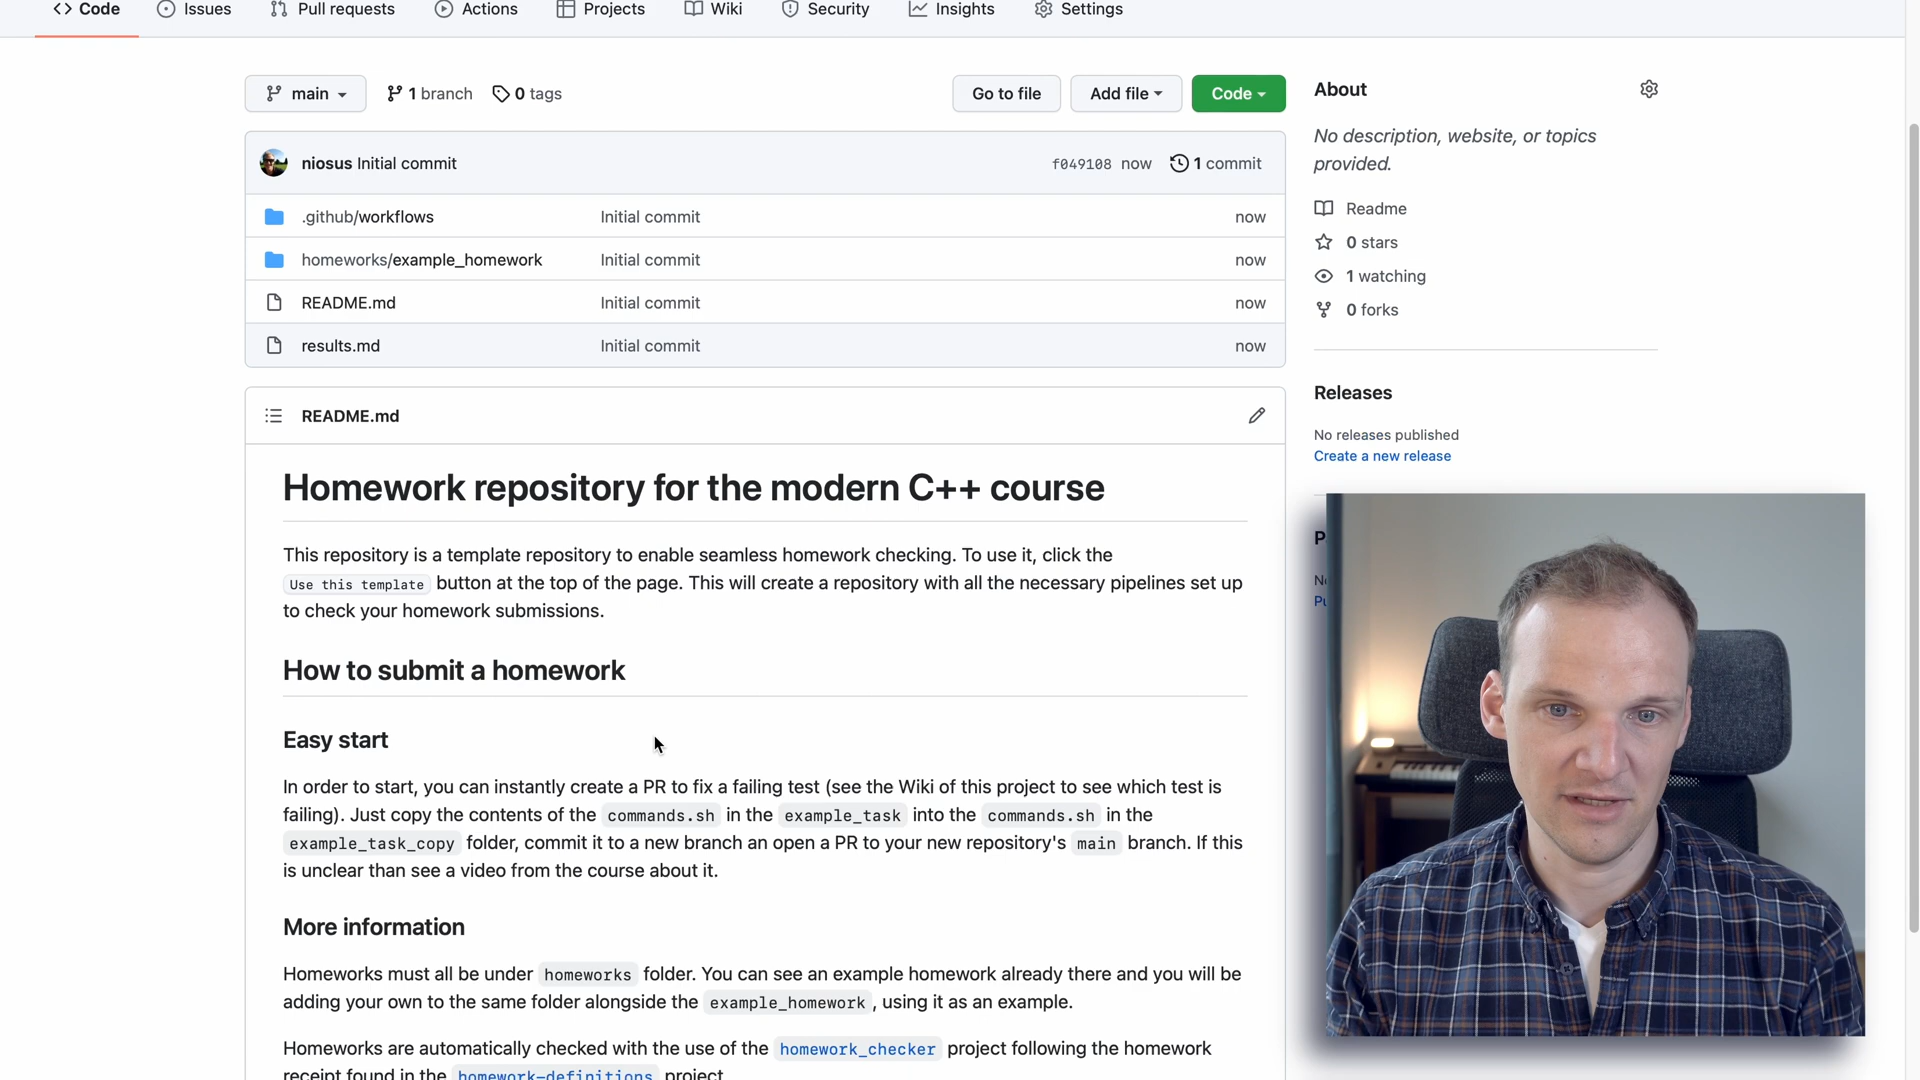 Code Issues Pull requests Actions Projects Wiki Security Insights Settings
main 1 branch 0 tags Go to file Add file Code
niosus Initial commit f049108 now 1 commit
.github/workflows Initial commit now
homeworks/example_homework Initial commit now
README.md Initial commit now
results.md Initial commit now
README.md
Homework repository for the modern C++ course
This repository is a template repository to enable seamless homework checking. To use it, click the
Use this template button at the top of the page. This will create a repository with all the necessary pipelines set up
to check your homework submissions.
How to submit a homework
Easy start
In order to start, you can instantly create a PR to fix a failing test (see the Wiki of this project to see which test is
failing). Just copy the contents of the commands.sh in the example_task into the commands.sh in the
example_task_copy folder, commit it to a new branch an open a PR to your new repository's main branch. If this
is unclear than see a video from the course about it.
More information
Homeworks must all be under homeworks folder. You can see an example homework already there and you will be
adding your own to the same folder alongside the example_homework , using it as an example.
Homeworks are automatically checked with the use of the homework_checker project following the homework
receipt found in the homework-definitions project
About
No description, website, or topics
provided.
Readme
0 stars
1 watching
0 forks
Releases
No releases published
Create a new release